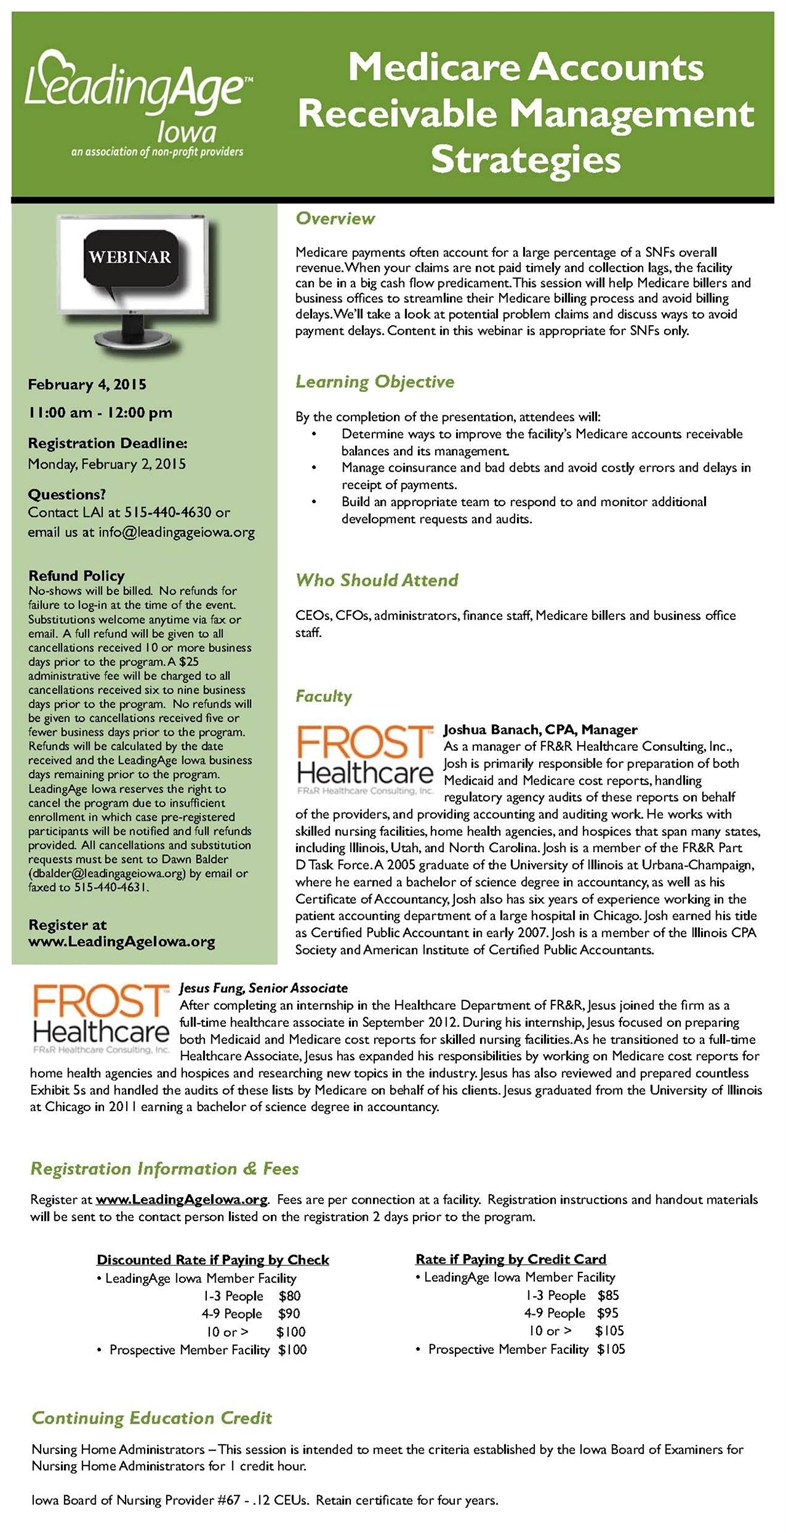 LeadingAge™
Iowa
an association of non-profit providers
Medicare Accounts
Receivable Management
Strategies
WEBINAR
February 4, 2015
11:00 am - 12:00 pm
Registration Deadline:
Monday, February 2, 2015
Questions?
Contact LAI at 515-440-4630 or
email us at info@leadingageiowa.org
Refund Policy
No-shows will be billed. No refunds for
failure to log-in at the time of the event.
Substitutions welcome anytime via fax or
email. A full refund will be given to all
cancellations received 10 or more business
days prior to the program. A $25
administrative fee will be charged to all
cancellations received six to nine business
days prior to the program. No refunds will
be given to cancellations received five or
fewer business days prior to the program.
Refunds will be calculated by the date
received and the LeadingAge Iowa business
days remaining prior to the program.
LeadingAge Iowa reserves the right to
cancel the program due to insufficient
enrollment in which case pre-registered
participants will be notified and full refunds
provided. All cancellations and substitution
requests must be sent to Dawn Balder
(dbalder@leadingageiowa.org) by email or
faxed to 515-440-4631.
Register at
www.LeadingAgeIowa.org
Overview
Medicare payments often account for a large percentage of a SNFs overall
revenue. When your claims are not paid timely and collection lags, the facility
can be in a big cash flow predicament. This session will help Medicare billers and
business offices to streamline their Medicare billing process and avoid billing
delays. We'll take a look at potential problem claims and discuss ways to avoid
payment delays. Content in this webinar is appropriate for SNFs only.
Learning Objective
By the completion of the presentation, attendees will:
• Determine ways to improve the facility's Medicare accounts receivable
balances and its management.
• Manage coinsurance and bad debts and avoid costly errors and delays in
receipt of payments.
• Build an appropriate team to respond to and monitor additional
development requests and audits.
Who Should Attend
CEOs, CFOs, administrators, finance staff, Medicare billers and business office
staff.
Faculty
FROST™
Healthcare
FR&R Healthcare Consulting, Inc.
Joshua Banach, CPA, Manager
As a manager of FR&R Healthcare Consulting, Inc.,
Josh is primarily responsible for preparation of both
Medicaid and Medicare cost reports, handling
regulatory agency audits of these reports on behalf
of the providers, and providing accounting and auditing work. He works with
skilled nursing facilities, home health agencies, and hospices that span many states,
including Illinois, Utah, and North Carolina. Josh is a member of the FR&R Part
D Task Force. A 2005 graduate of the University of Illinois at Urbana-Champaign,
where he earned a bachelor of science degree in accountancy, as well as his
Certificate of Accountancy, Josh also has six years of experience working in the
patient accounting department of a large hospital in Chicago. Josh earned his title
as Certified Public Accountant in early 2007. Josh is a member of the Illinois CPA
Society and American Institute of Certified Public Accountants.
FROST™
Healthcare
FR&R Healthcare Consulting, Inc.
Jesus Fung, Senior Associate
After completing an internship in the Healthcare Department of FR&R, Jesus joined the firm as a
full-time healthcare associate in September 2012. During his internship, Jesus focused on preparing
both Medicaid and Medicare cost reports for skilled nursing facilities. As he transitioned to a full-time
Healthcare Associate, Jesus has expanded his responsibilities by working on Medicare cost reports for
home health agencies and hospices and researching new topics in the industry. Jesus has also reviewed and prepared countless
Exhibit 5s and handled the audits of these lists by Medicare on behalf of his clients. Jesus graduated from the University of Illinois
at Chicago in 2011 earning a bachelor of science degree in accountancy.
Registration Information & Fees
Register at www.LeadingAgeIowa.org. Fees are per connection at a facility. Registration instructions and handout materials
will be sent to the contact person listed on the registration 2 days prior to the program.
Discounted Rate if Paying by Check
• LeadingAge Iowa Member Facility
1-3 People $80
4-9 People $90
10 or > $100
• Prospective Member Facility $100
Rate if Paying by Credit Card
• LeadingAge Iowa Member Facility
1-3 People $85
4-9 People $95
10 or > $105
• Prospective Member Facility $105
Continuing Education Credit
Nursing Home Administrators – This session is intended to meet the criteria established by the Iowa Board of Examiners for
Nursing Home Administrators for 1 credit hour.
Iowa Board of Nursing Provider #67 - .12 CEUs. Retain certificate for four years.